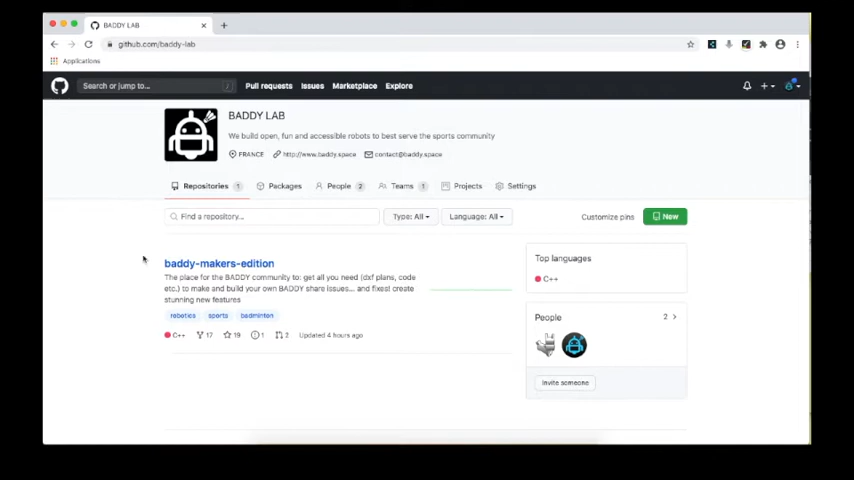 BADDY LAB
github.com/baddy-lab
Applications
Search or jump to... /
Pull requests Issues Marketplace Explore
BADDY LAB
We build open, fun and accessible robots to best serve the sports community
FRANCE http://www.baddy.space contact@baddy.space
Repositories 1 Packages People 2 Teams 1 Projects Settings
Find a repository... Type: All Language: All Customize pins New
baddy-makers-edition
The place for the BADDY community to: get all you need (dxf plans, code
etc.) to make and build your own BADDY share issues... and fixes! create
stunning new features
robotics sports badminton
C++ 17 19 1 2 Updated 4 hours ago
Top languages
C++
People 2
Invite someone